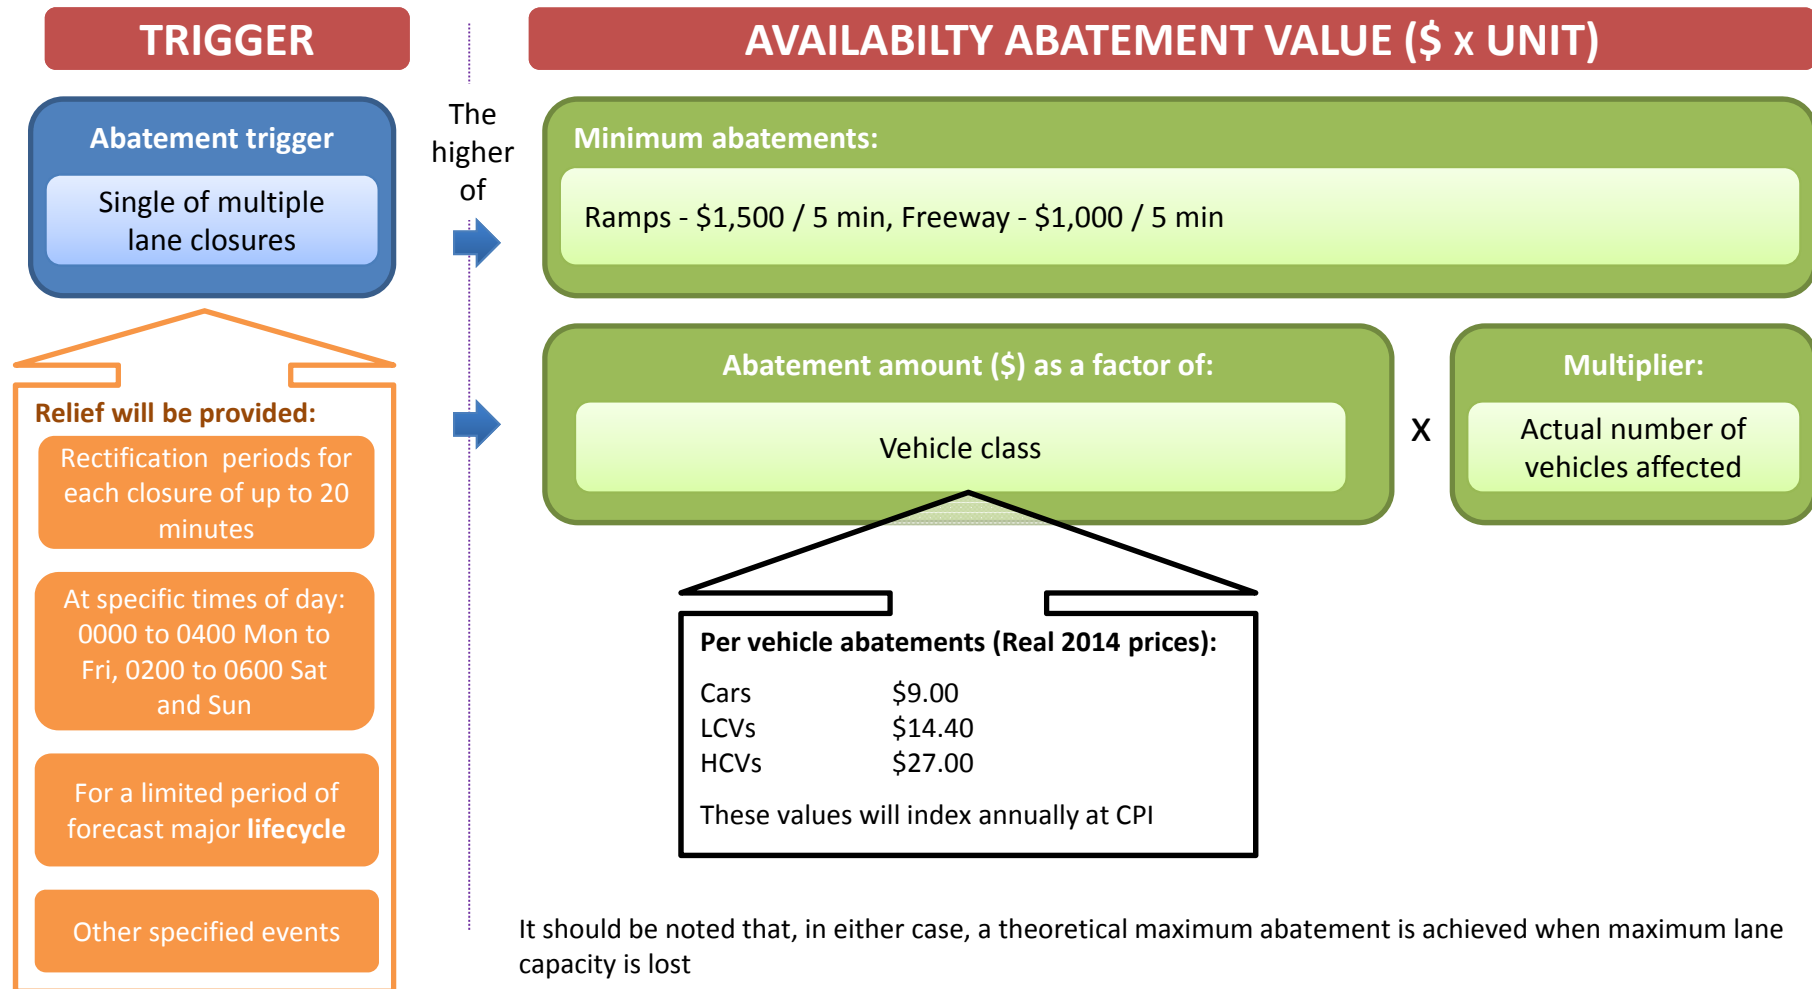 TRIGGER
AVAILABILTY ABATEMENT VALUE ($ x UNIT)
Abatement trigger
Single of multiple
lane closures
The
higher
of
Minimum abatements:
Ramps - $1,500 / 5 min, Freeway - $1,000 / 5 min
Abatement amount ($) as a factor of:
Vehicle class
x
Multiplier:
Actual number of
vehicles affected
Relief will be provided:
Rectification periods for
each closure of up to 20
minutes
At specific times of day:
0000 to 0400 Mon to
Fri, 0200 to 0600 Sat
and Sun
For a limited period of
forecast major lifecycle
Other specified events
Per vehicle abatements (Real 2014 prices):
Cars $9.00
LCVs $14.40
HCVs $27.00
These values will index annually at CPI
It should be noted that, in either case, a theoretical maximum abatement is achieved when maximum lane
capacity is lost